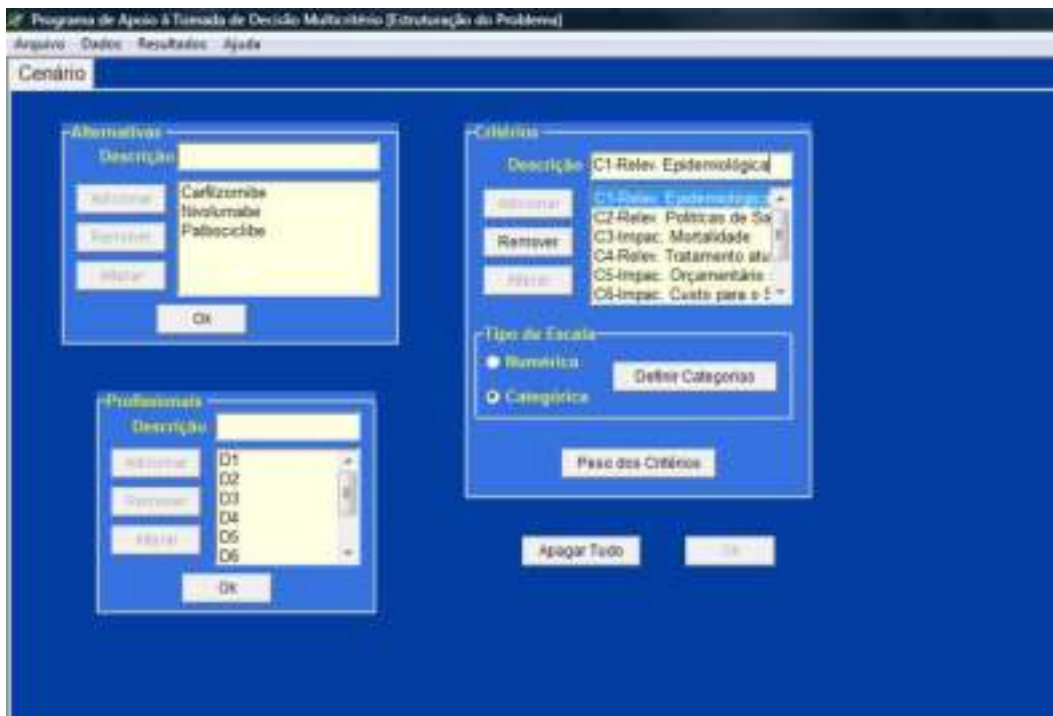 Programa de Apoio à Tomada de Decisão Multicritério [Estruturação do Problema]
Arquivo Dados Resultados Ajuda
Cenário
Alternativas
Descrição
Adicionar
Remover
Alterar
Carfilzomibe
Nivolumabe
Palbociclibe
Ok
Profissionais
Descrição
Adicionar
Remover
Alterar
D1
D2
D3
D4
D5
D6
Ok
Critérios
Descrição C1-Relev. Epidemiológica
Adicionar
Remover
Alterar
C1-Relev. Epidemiológica
C2-Relev. Políticas de Sa
C3-Impac. Mortalidade
C4-Relev. Tratamento atu
C5-Impac. Orçamentário
C6-Impac. Custo para o S
Tipo de Escala
Numérica
Categórica
Definir Categorias
Peso dos Critérios
Apagar Tudo
Ok